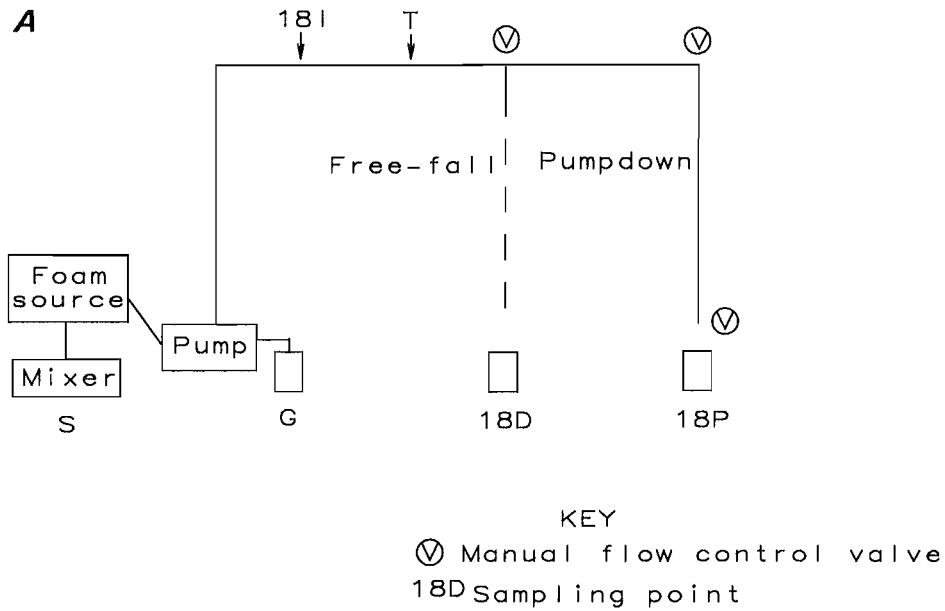 A
18I
T
V
V
Free-fall
Pumpdown
Foam
source
V
Pump
Mixer
S
G
18D
18P
KEY
V Manual flow control valve
18D Sampling point